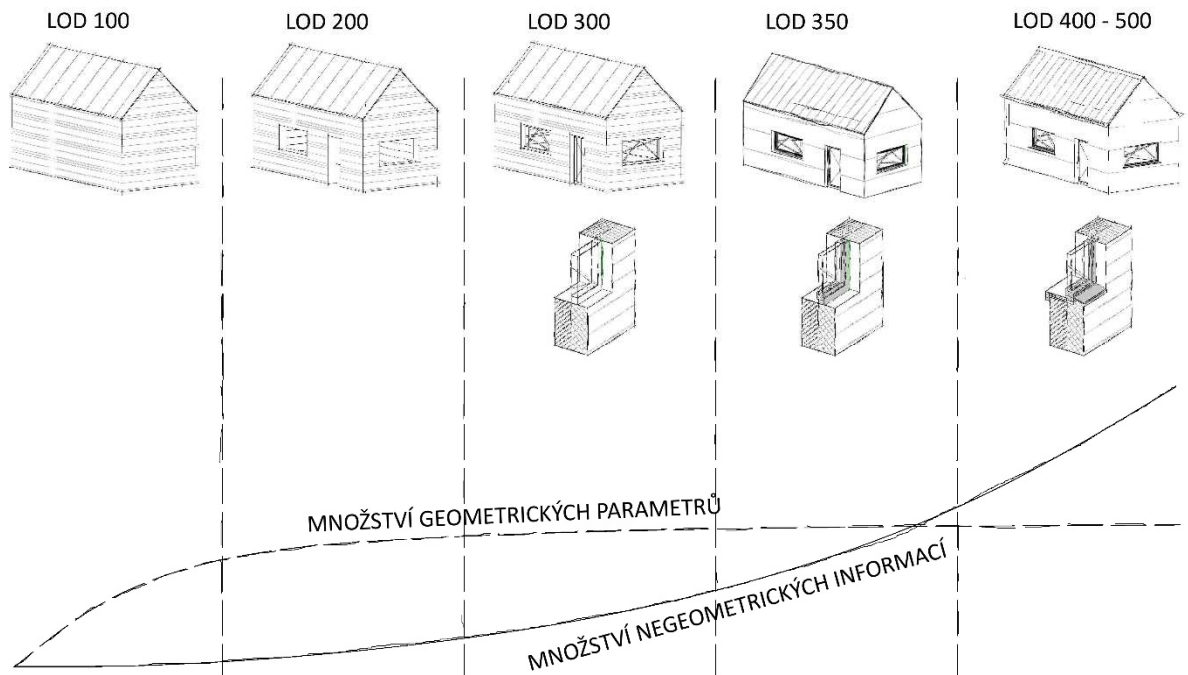 LOD 100
LOD 200
LOD 300
LOD 350
LOD 400 - 500
MNOŽSTVÍ GEOMETRICKÝCH PARAMETRŮ
MNOŽSTVÍ NEGEOMETRICKÝCH INFORMACÍ